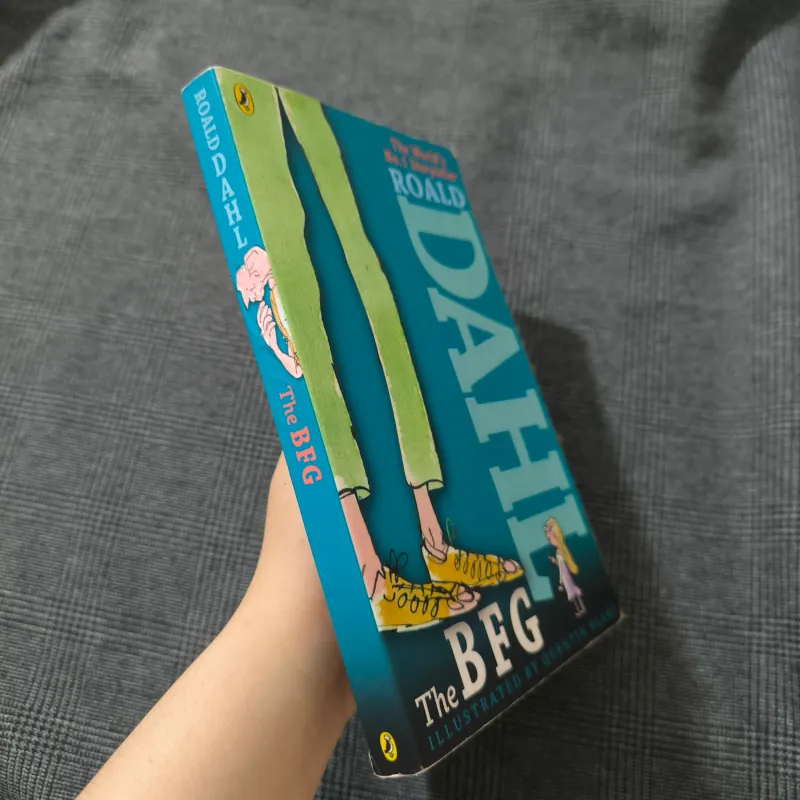 ROALD DAHL
The BFG
The World's
No.1 Storyteller
ROALD
DAHL
The BFG
ILLUSTRATED BY QUENTIN BLAKE